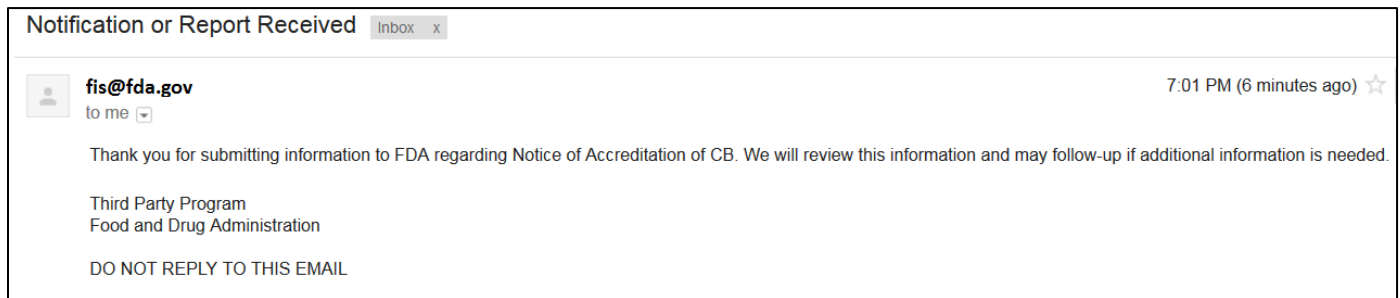 Notification or Report Received Inbox x
fis@fda.gov 7:01 PM (6 minutes ago)
to me
Thank you for submitting information to FDA regarding Notice of Accreditation of CB. We will review this information and may follow-up if additional information is needed.
Third Party Program
Food and Drug Administration
DO NOT REPLY TO THIS EMAIL